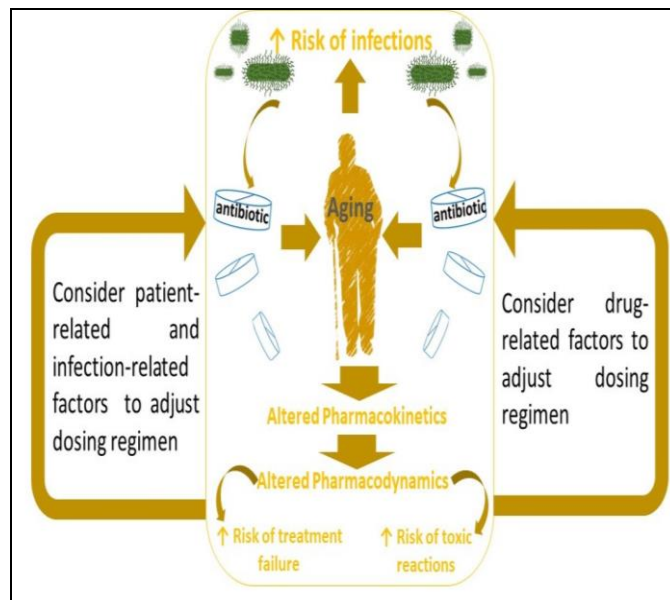 ↑ Risk of infections
antibiotic
Aging
antibiotic
Consider patient-
related and
infection-related
factors to adjust
dosing regimen
Consider drug-
related factors to
adjust dosing
regimen
Altered Pharmacokinetics
Altered Pharmacodynamics
↑ Risk of treatment
failure
↑ Risk of toxic
reactions